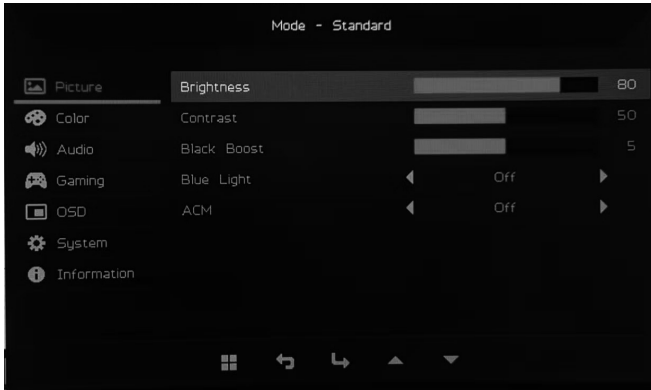 Mode - Standard
Picture
Brightness 80
Color
Contrast 50
Audio
Black Boost 5
Gaming
Blue Light Off
OSD
ACM Off
System
Information